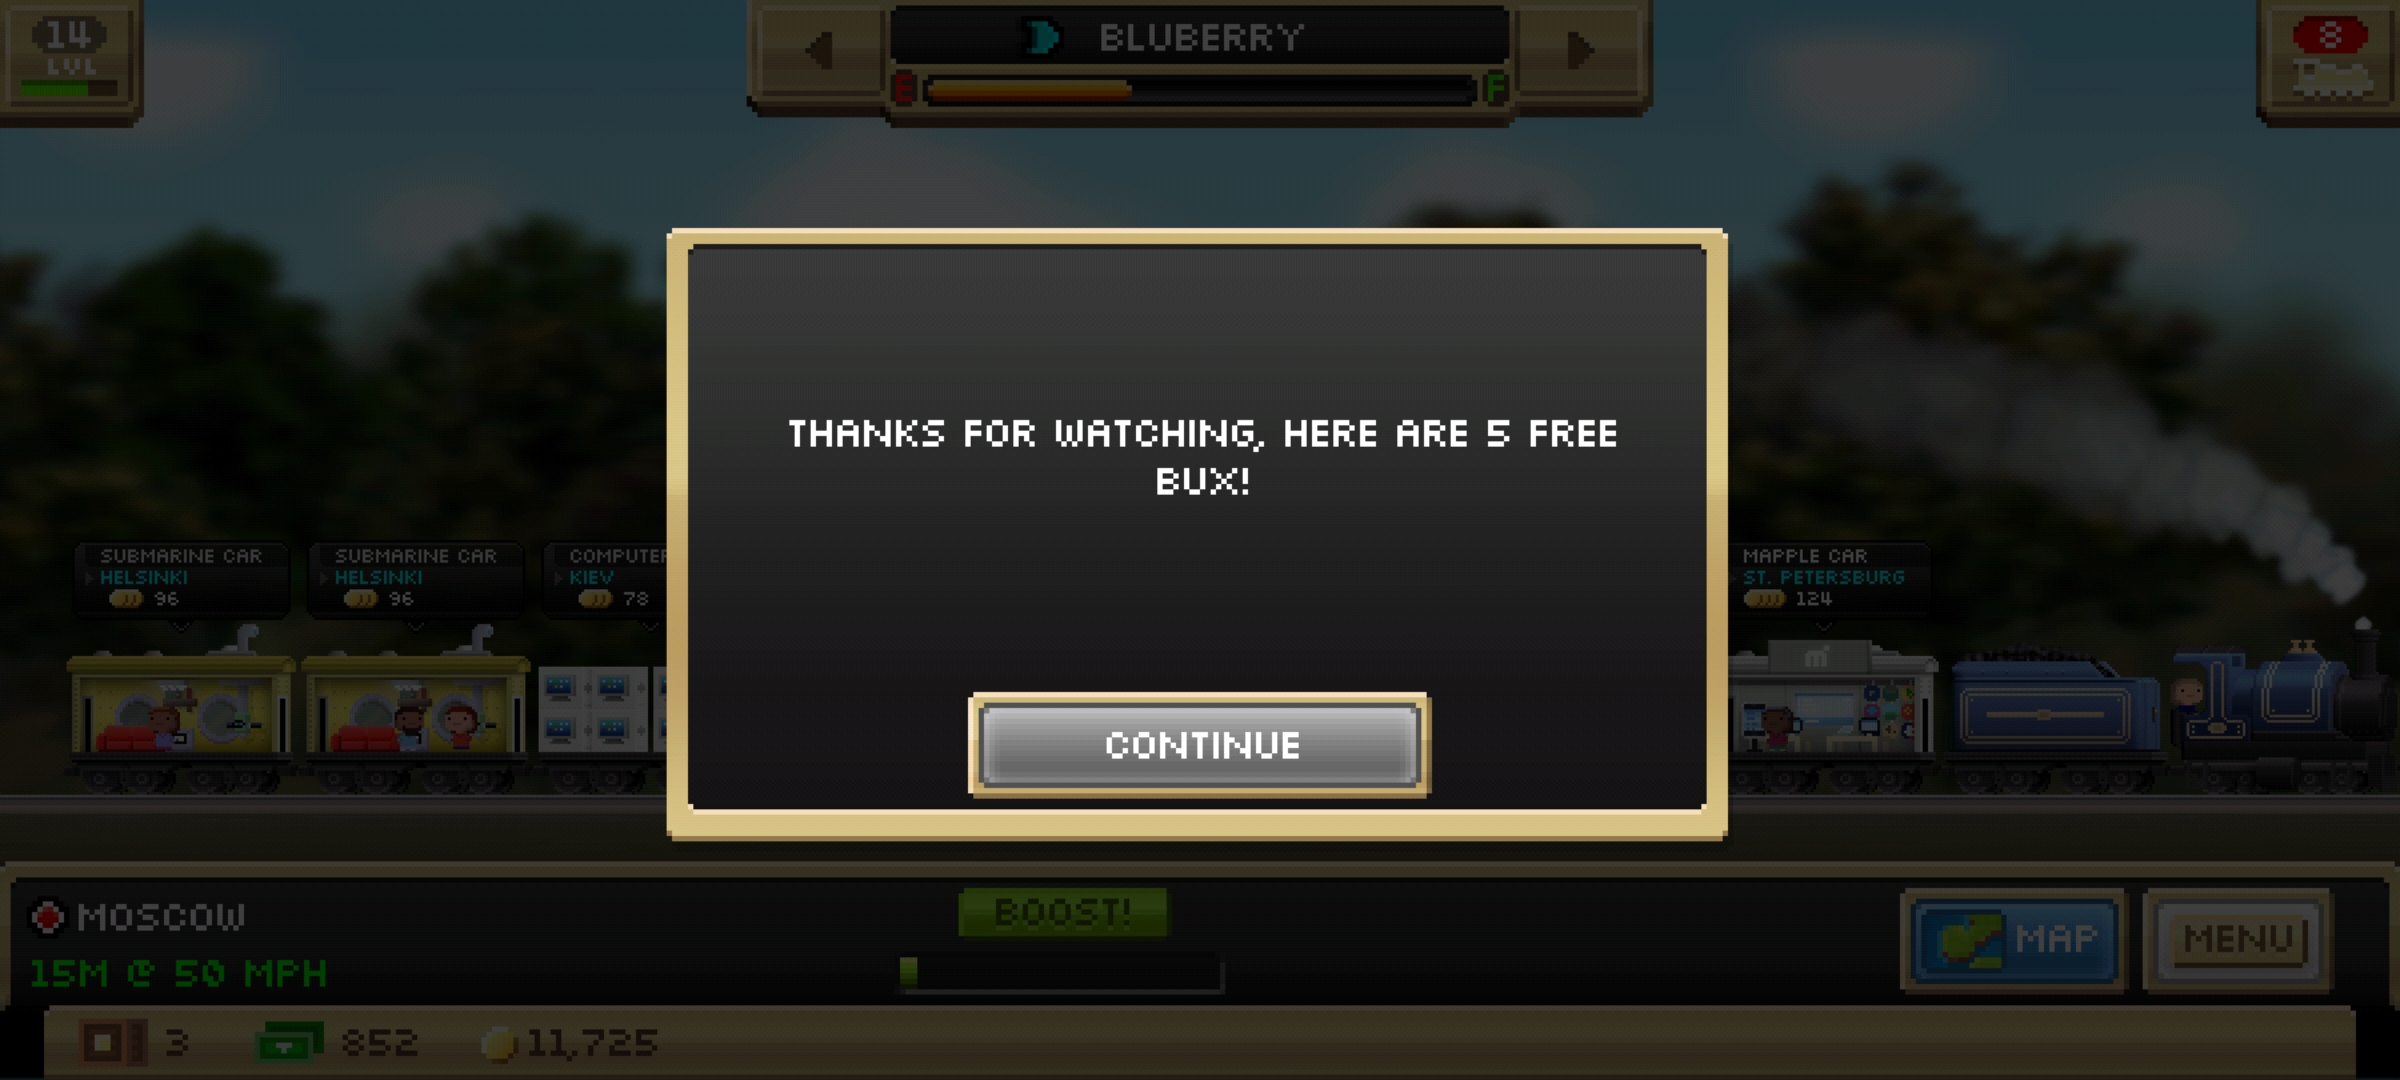 14
LVL
BLUBERRY
E
F
8
THANKS FOR WATCHING, HERE ARE 5 FREE
BUX!
CONTINUE
SUBMARINE CAR
HELSINKI
96
SUBMARINE CAR
HELSINKI
96
COMPUTER
KIEV
78
MAPPLE CAR
ST. PETERSBURG
124
m
MOSCOW
15M @ 50 MPH
BOOST!
MAP
MENU
3
852
11,725